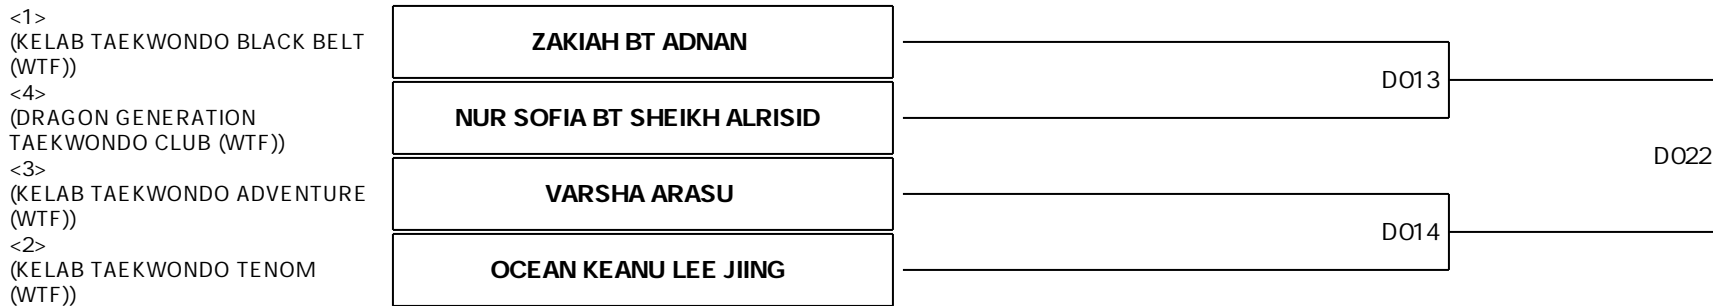 <1>
(KELAB TAEKWONDO BLACK BELT
(WTF))
ZAKIAH BT ADNAN
D013
<4>
(DRAGON GENERATION
TAEKWONDO CLUB (WTF))
NUR SOFIA BT SHEIKH ALRISID
D022
<3>
(KELAB TAEKWONDO ADVENTURE
(WTF))
VARSHA ARASU
D014
<2>
(KELAB TAEKWONDO TENOM
(WTF))
OCEAN KEANU LEE JIING